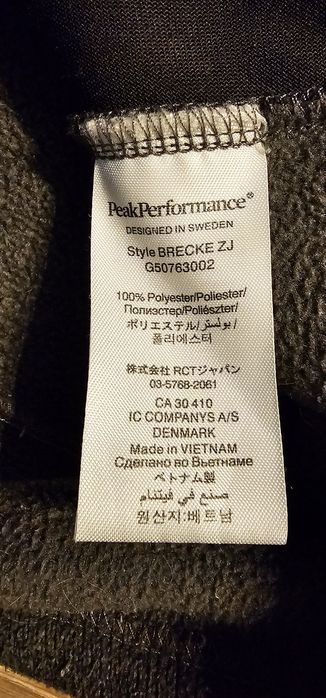 PeakPerformance®
DESIGNED IN SWEDEN
Style BRECKE ZJ
G50763002
100% Polyester/Poliester/
Полиэстер/Poliészter/
ポリエステル/بوليستر/
폴리에스터
株式会社 RCTジャパン
03-5768-2061
CA 30 410
IC COMPANYS A/S
DENMARK
Made in VIETNAM
Сделано во Вьетнаме
ベトナム製
صنع في فيتنام
원산지:베트남